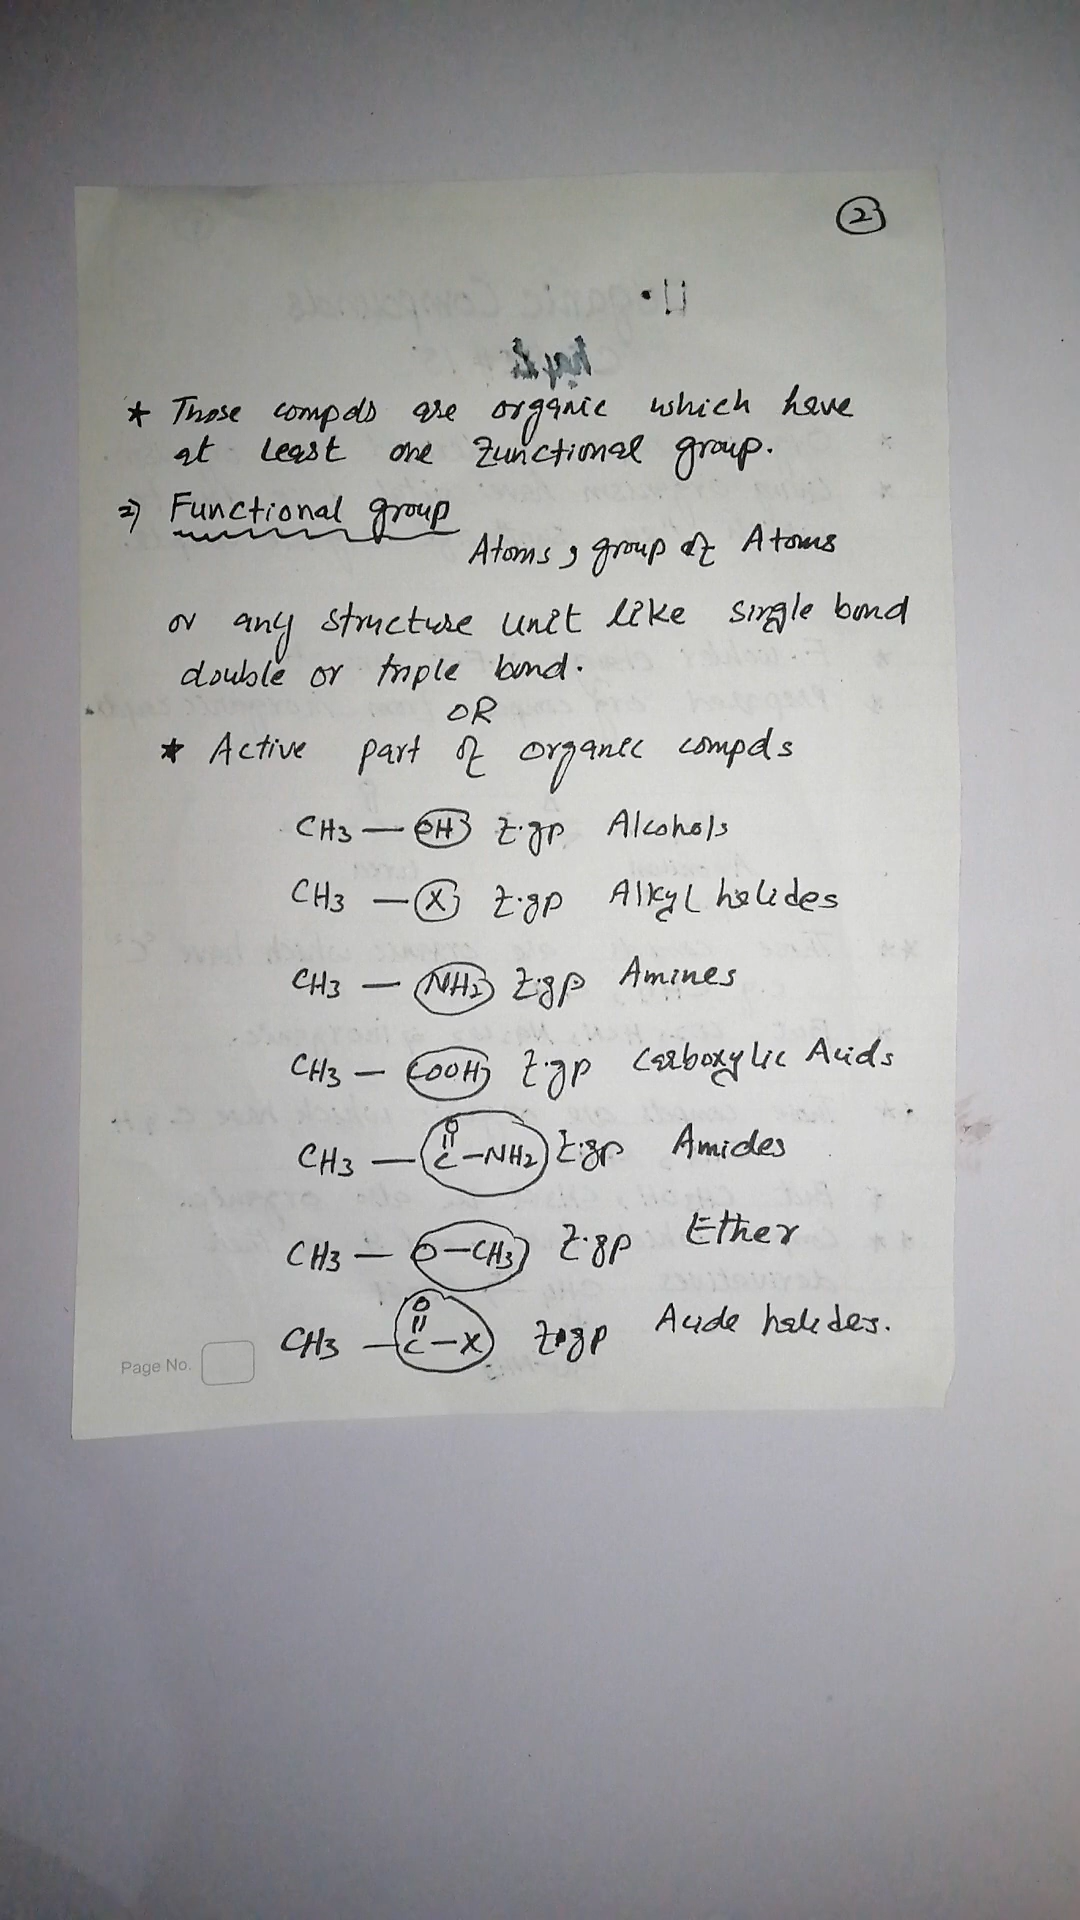 2
* Those compds are organic which have
at least one Functional group.
⇒ Functional group
Atoms, group of Atoms
or any structure unit like single bond
double or triple bond.
OR
* Active part of organic compds
CH3 — OH F.gp Alcohols
CH3 — X F.gp Alkyl halides
CH3 — NH2 F.gp Amines
CH3 — COOH F.gp Carboxylic Acids
O
CH3 — C—NH2 F.gp Amides
CH3 — O—CH3 F.gp Ether
O
CH3 — C—X F.gp Acide halides.
Page No.